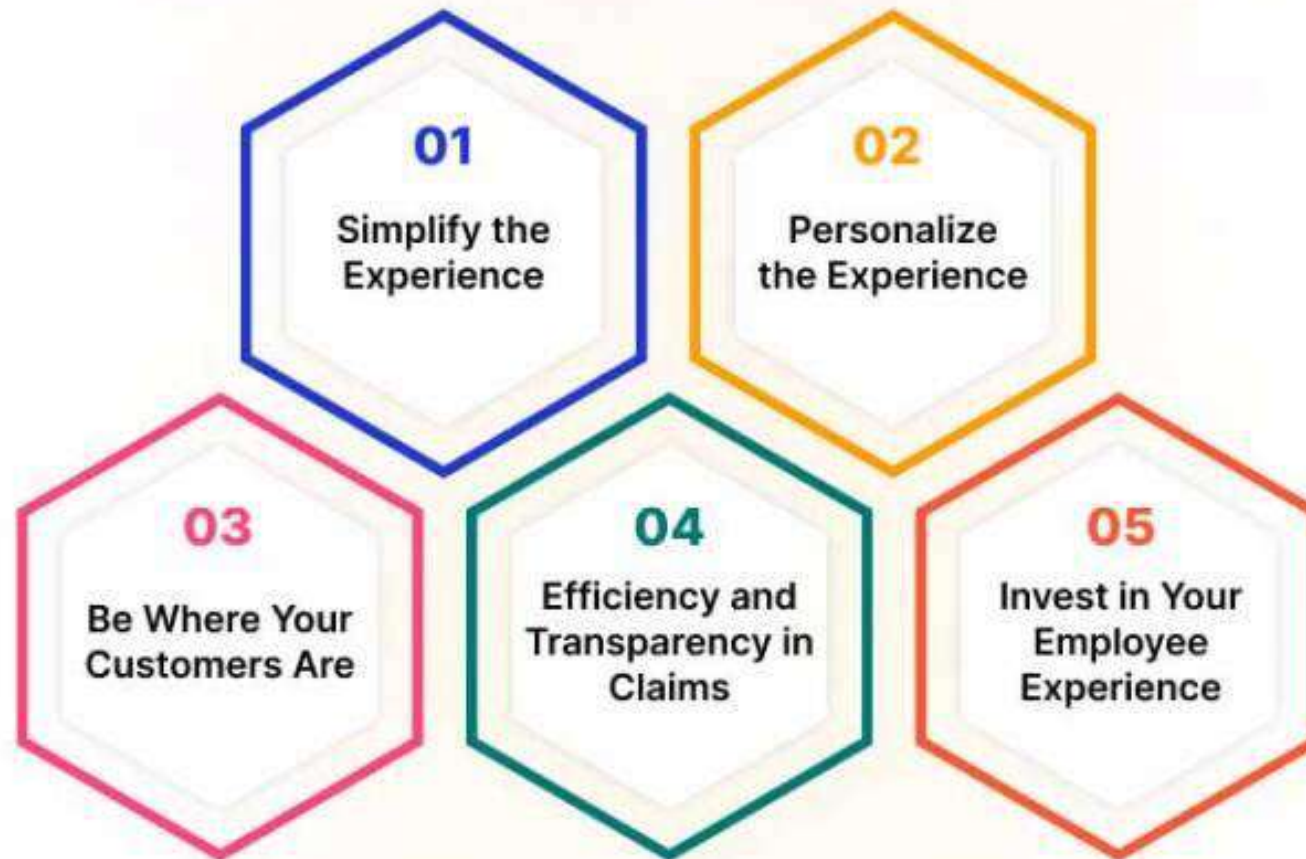 01
Simplify the
Experience
02
Personalize
the Experience
03
Be Where Your
Customers Are
04
Efficiency and
Transparency in
Claims
05
Invest in Your
Employee
Experience